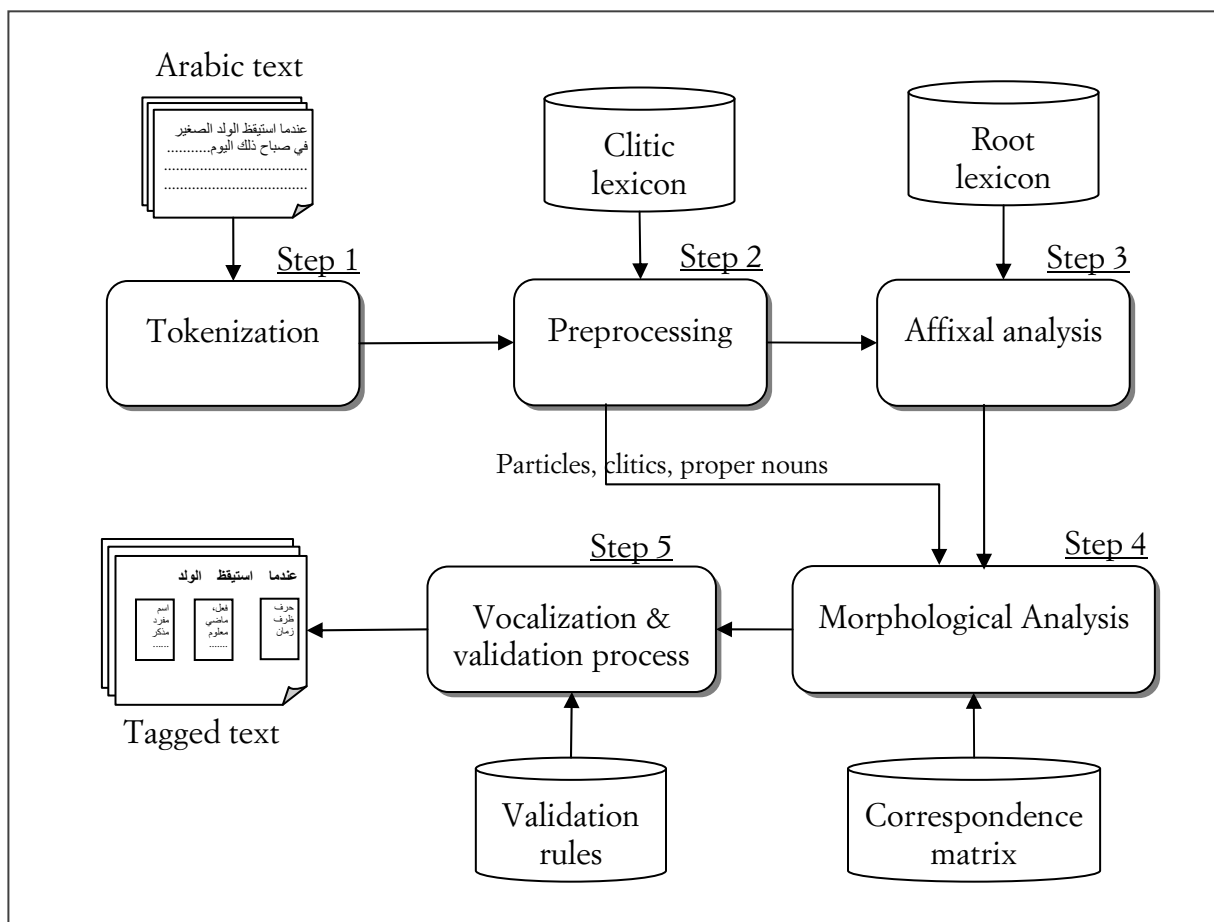 Arabic text
عندما استيقظ الولد الصغير
في صباح ذلك اليوم...........
....................................
....................................
Clitic
lexicon
Root
lexicon
Step 1
Tokenization
Step 2
Preprocessing
Step 3
Affixal analysis
Particles, clitics, proper nouns
Step 4
Morphological Analysis
Step 5
Vocalization &
validation process
عندما استيقظ الولد
حرف
ظرف
زمان
فعل،
ماضي
معلوم
.......
اسم
مفرد
مذكر
......
Tagged text
Validation
rules
Correspondence
matrix